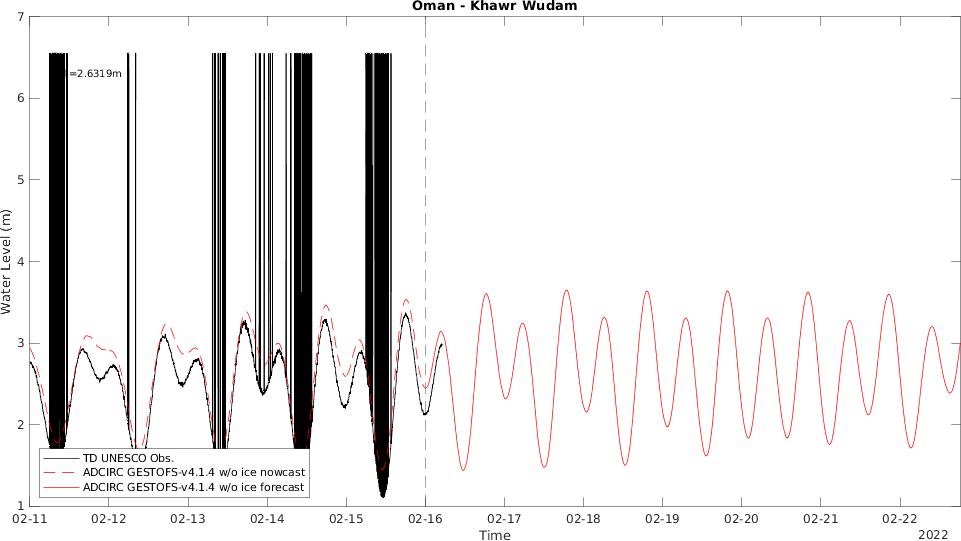 Oman - Khawr Wudam
7
6
5
4
3
2
1
Water Level (m)
=2.6319m
TD UNESCO Obs.
ADCIRC GESTOFS-v4.1.4 w/o ice nowcast
ADCIRC GESTOFS-v4.1.4 w/o ice forecast
02-11
02-12
02-13
02-14
02-15
02-16
02-17
02-18
02-19
02-20
02-21
02-22
Time
2022